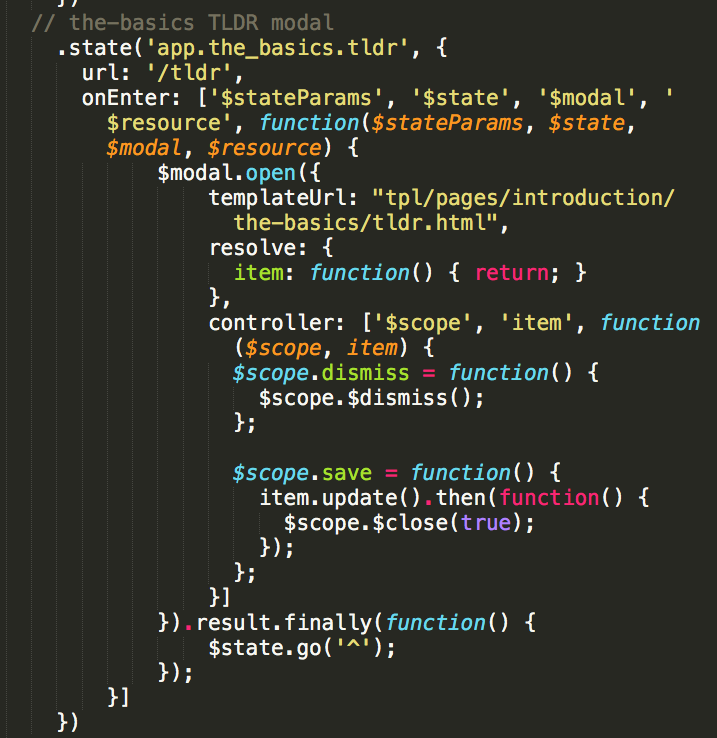 })
// the-basics TLDR modal
.state('app.the_basics.tldr', {
url: '/tldr',
onEnter: ['$stateParams', '$state', '$modal', '
$resource', function($stateParams, $state,
$modal, $resource) {
$modal.open({
templateUrl: "tpl/pages/introduction/
the-basics/tldr.html",
resolve: {
item: function() { return; }
},
controller: ['$scope', 'item', function
($scope, item) {
$scope.dismiss = function() {
$scope.$dismiss();
};
$scope.save = function() {
item.update().then(function() {
$scope.$close(true);
});
};
}]
}).result.finally(function() {
$state.go('^');
});
}]
})